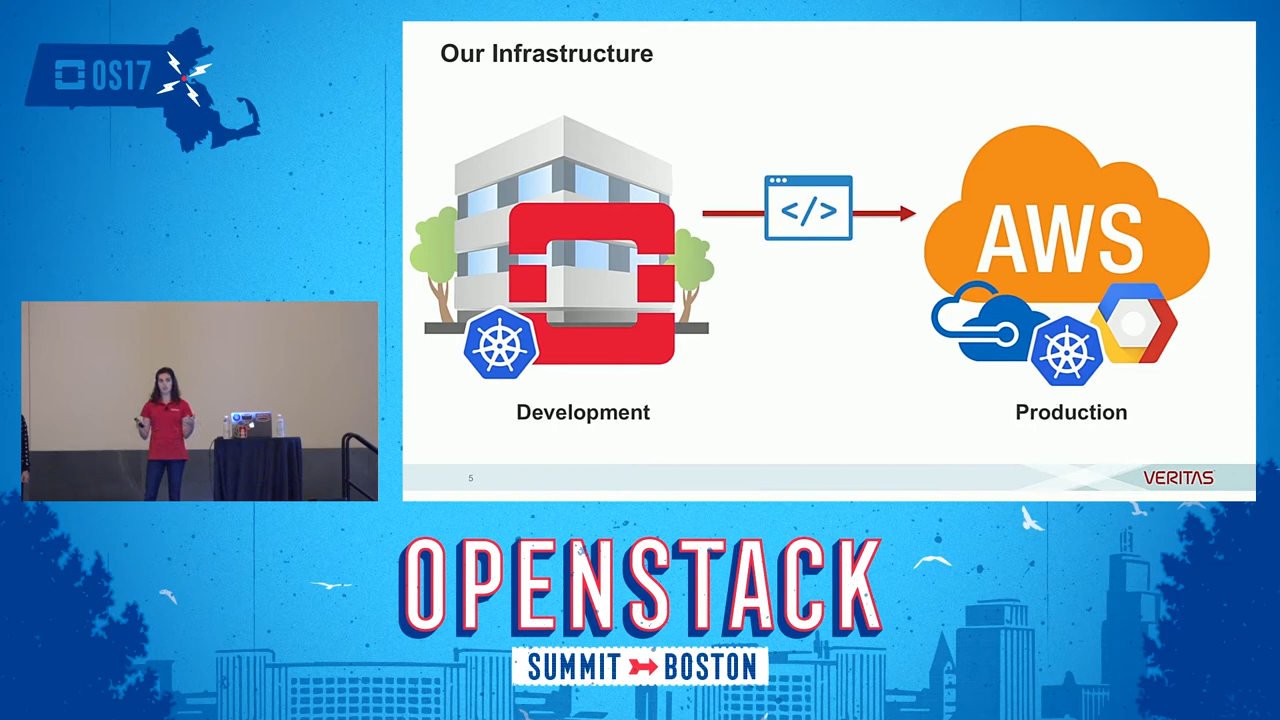 OS17
Our Infrastructure
</>
AWS
Development
Production
5
VERITAS
OPENSTACK
SUMMIT BOSTON